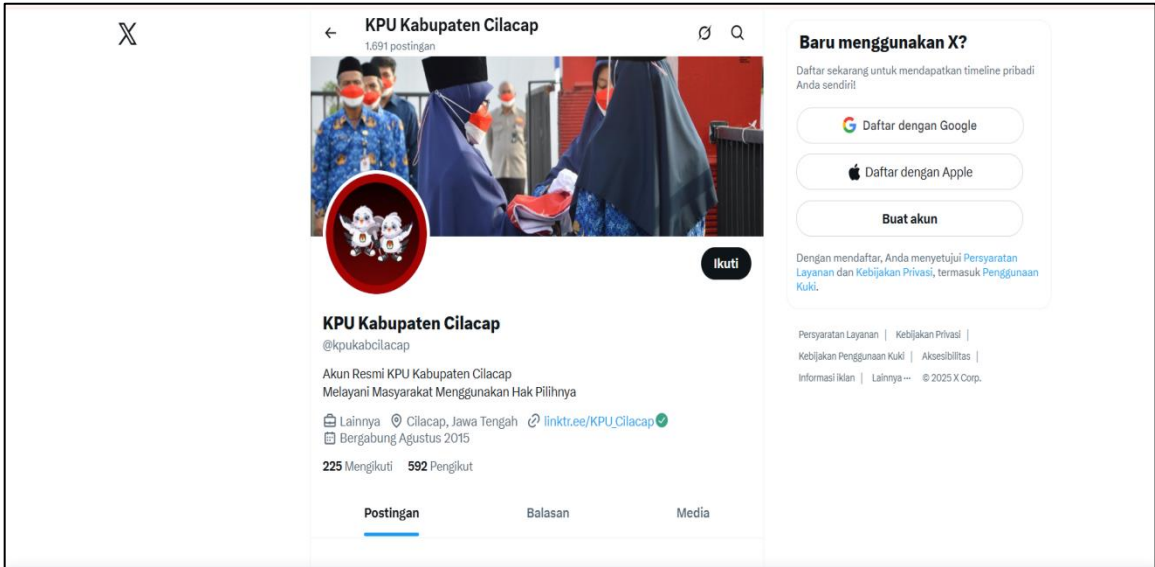 KPU Kabupaten Cilacap
1.691 postingan
Ikuti
KPU Kabupaten Cilacap
@kpukabcilacap
Akun Resmi KPU Kabupaten Cilacap
Melayani Masyarakat Menggunakan Hak Pilihnya
Lainnya Cilacap, Jawa Tengah linktr.ee/KPU_Cilacap
Bergabung Agustus 2015
225 Mengikuti 592 Pengikut
Postingan Balasan Media
Baru menggunakan X?
Daftar sekarang untuk mendapatkan timeline pribadi
Anda sendiri!
Daftar dengan Google
Daftar dengan Apple
Buat akun
Dengan mendaftar, Anda menyetujui Persyaratan
Layanan dan Kebijakan Privasi, termasuk Penggunaan
Kuki.
Persyaratan Layanan | Kebijakan Privasi |
Kebijakan Penggunaan Kuki | Aksesibilitas |
Informasi iklan | Lainnya ··· © 2025 X Corp.